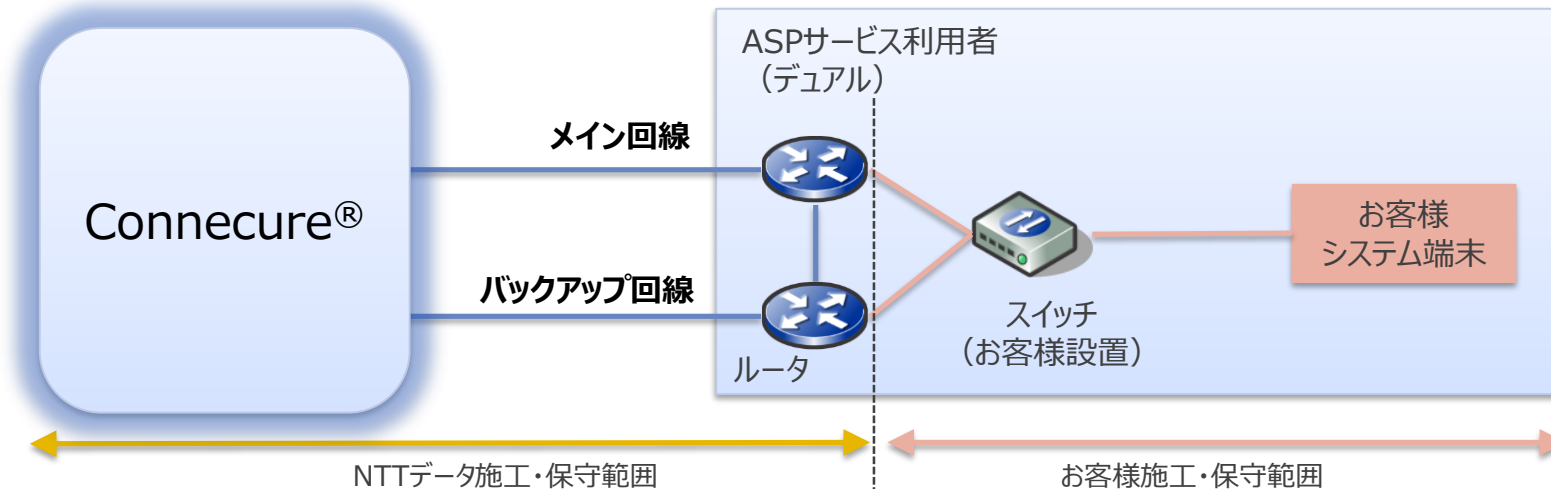 ASPサービス利用者
（デュアル）
メイン回線
Connecure®
お客様
システム端末
バックアップ回線
スイッチ
（お客様設置）
ルータ
NTTデータ施工・保守範囲
お客様施工・保守範囲